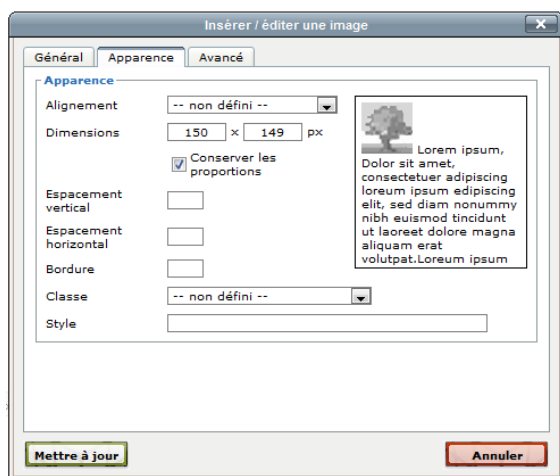 Insérer / éditer une image
Général Apparence Avancé
Apparence
Alignement -- non défini --
Dimensions 150 x 149 px
Conserver les
proportions
Espacement
vertical
Espacement
horizontal
Bordure
Classe -- non défini --
Style
Lorem ipsum,
Dolor sit amet,
consectetuer adipiscing
loreum ipsum edipiscing
elit, sed diam nonummy
nibh euismod tincidunt
ut laoreet dolore magna
aliquam erat
volutpat.Loreum ipsum
Mettre à jour Annuler